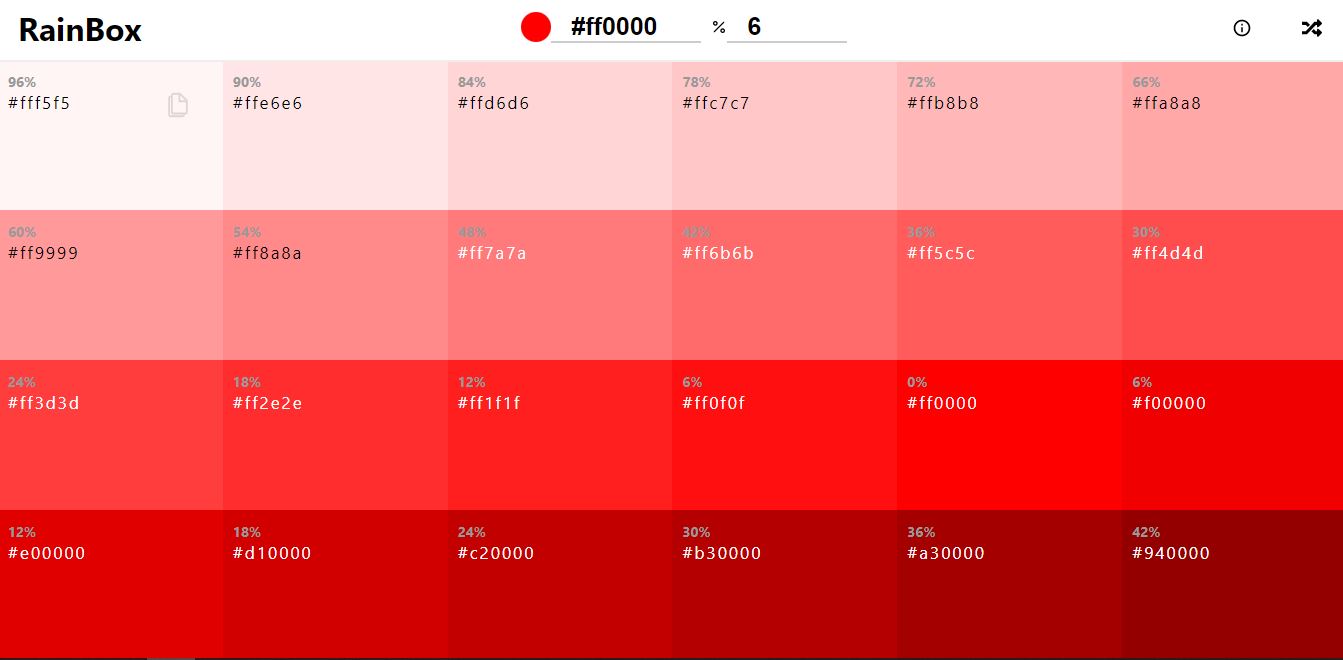 RainBox
#ff0000 % 6
96% 90% 84% 78% 72% 66%
#fff5f5 #ffe6e6 #ffd6d6 #ffc7c7 #ffb8b8 #ffa8a8
60% 54% 48% 42% 36% 30%
#ff9999 #ff8a8a #ff7a7a #ff6b6b #ff5c5c #ff4d4d
24% 18% 12% 6% 0% 6%
#ff3d3d #ff2e2e #ff1f1f #ff0f0f #ff0000 #f00000
12% 18% 24% 30% 36% 42%
#e00000 #d10000 #c20000 #b30000 #a30000 #940000